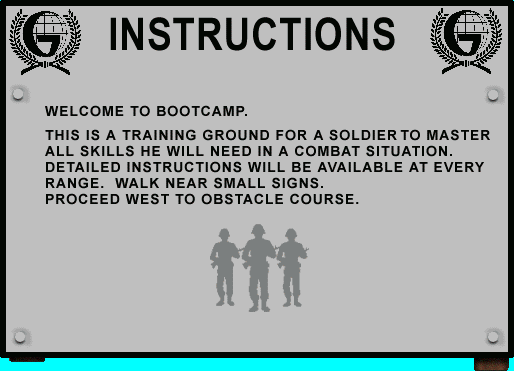 INSTRUCTIONS
WELCOME TO BOOTCAMP.
THIS IS A TRAINING GROUND FOR A SOLDIER TO MASTER
ALL SKILLS HE WILL NEED IN A COMBAT SITUATION.
DETAILED INSTRUCTIONS WILL BE AVAILABLE AT EVERY
RANGE. WALK NEAR SMALL SIGNS.
PROCEED WEST TO OBSTACLE COURSE.